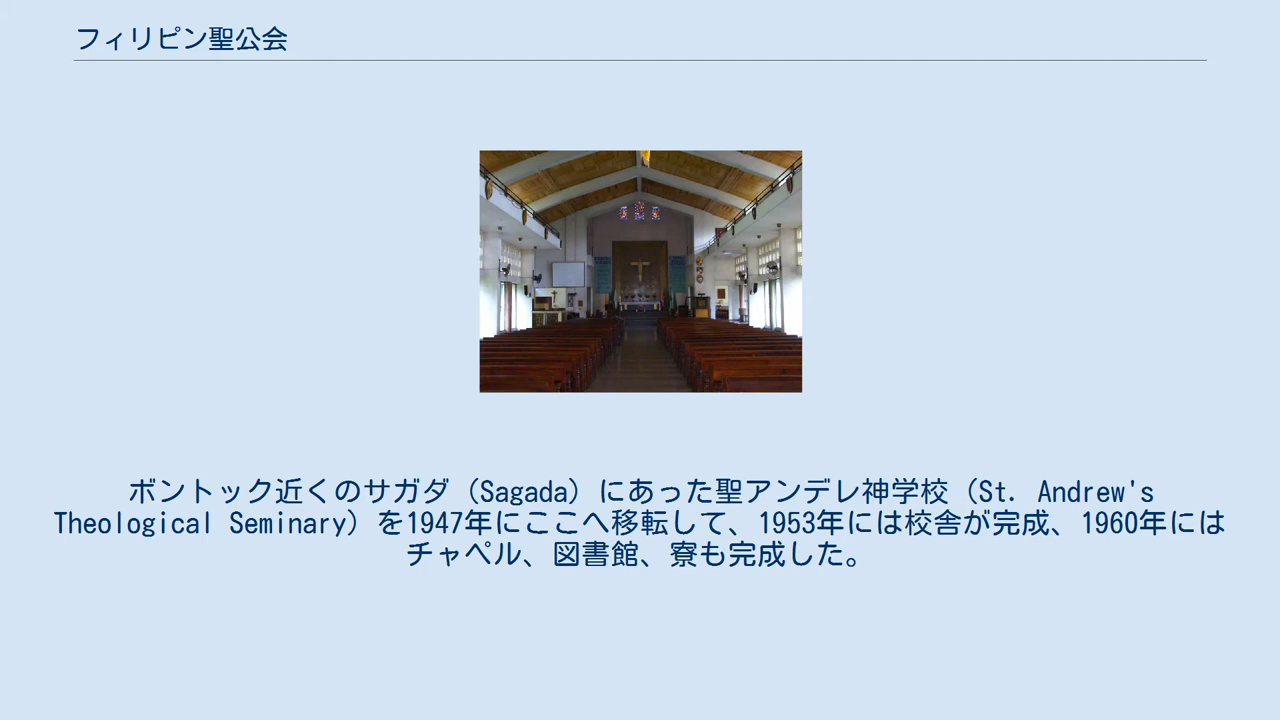 フィリピン聖公会
ボントック近くのサガダ（Sagada）にあった聖アンデレ神学校（St. Andrew's
Theological Seminary）を1947年にここへ移転して、1953年には校舎が完成、1960年には
チャペル、図書館、寮も完成した。